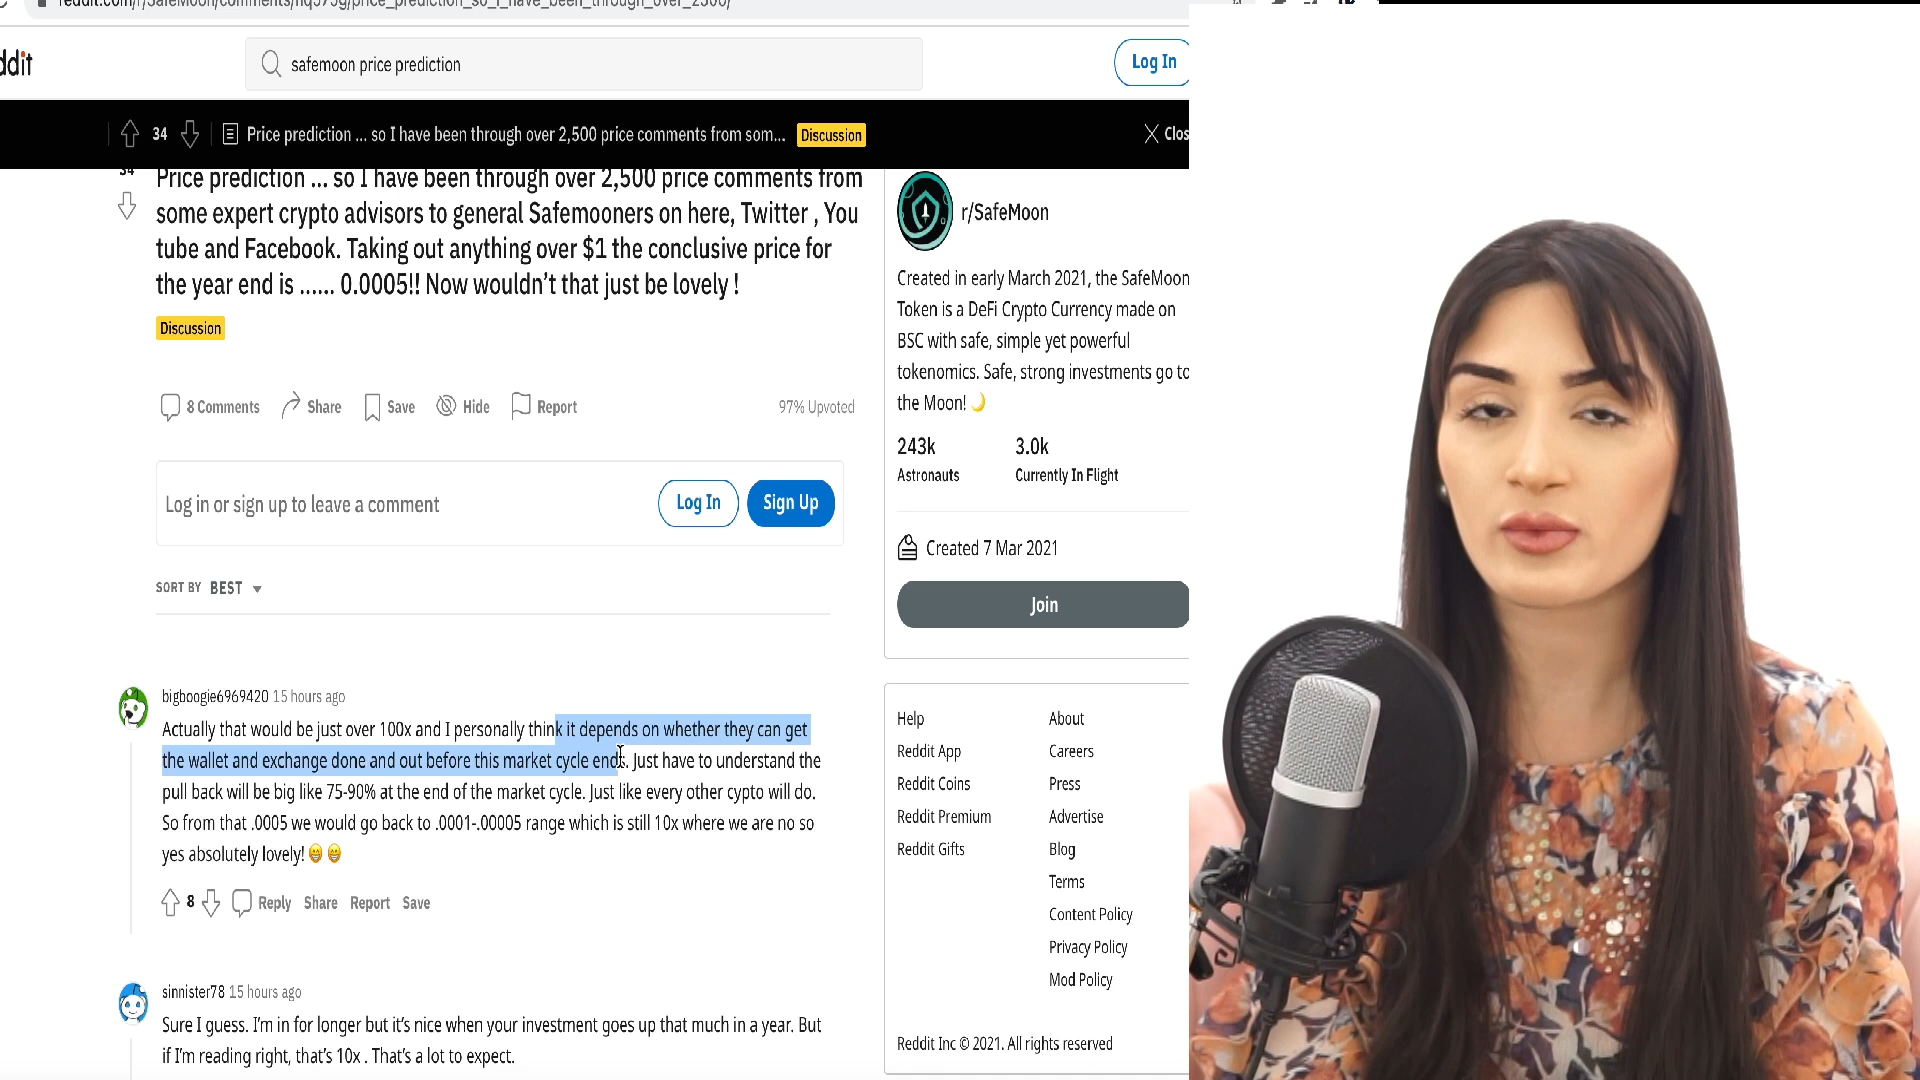 ddit
safemoon price prediction
Log In
34
Price prediction ... so I have been through over 2,500 price comments from som...
Discussion
Clos
34
Price prediction ... so I have been through over 2,500 price comments from
some expert crypto advisors to general Safemooners on here, Twitter , You
tube and Facebook. Taking out anything over $1 the conclusive price for
the year end is ...... 0.0005!! Now wouldn’t that just be lovely !
Discussion
8 Comments
Share
Save
Hide
Report
97% Upvoted
Log in or sign up to leave a comment
Log In
Sign Up
SORT BY BEST
bigboogie6969420 15 hours ago
Actually that would be just over 100x and I personally think it depends on whether they can get
the wallet and exchange done and out before this market cycle ends. Just have to understand the
pull back will be big like 75-90% at the end of the market cycle. Just like every other cypto will do.
So from that .0005 we would go back to .0001-.00005 range which is still 10x where we are no so
yes absolutely lovely! 😁 😁
8
Reply
Share
Report
Save
sinnister78 15 hours ago
Sure I guess. I’m in for longer but it’s nice when your investment goes up that much in a year. But
if I’m reading right, that’s 10x . That’s a lot to expect.
r/SafeMoon
Created in early March 2021, the SafeMoon
Token is a DeFi Crypto Currency made on
BSC with safe, simple yet powerful
tokenomics. Safe, strong investments go to
the Moon! 🌙
243k
3.0k
Astronauts
Currently In Flight
Created 7 Mar 2021
Join
Help
About
Reddit App
Careers
Reddit Coins
Press
Reddit Premium
Advertise
Reddit Gifts
Blog
Terms
Content Policy
Privacy Policy
Mod Policy
Reddit Inc © 2021. All rights reserved